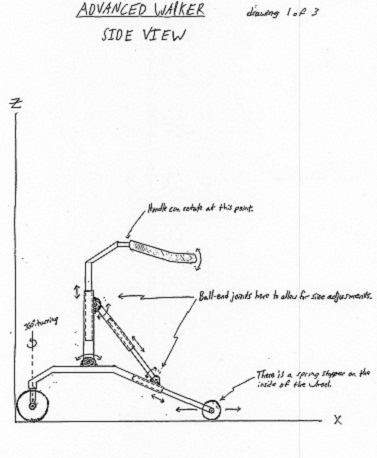 ADVANCED WALKER
drawing 1 of 3
SIDE VIEW
Z
Handle can rotate at this point.
Ball-end joints here to allow for side adjustments.
360° turning
There is a spring stopper on the
inside of the wheel.
X